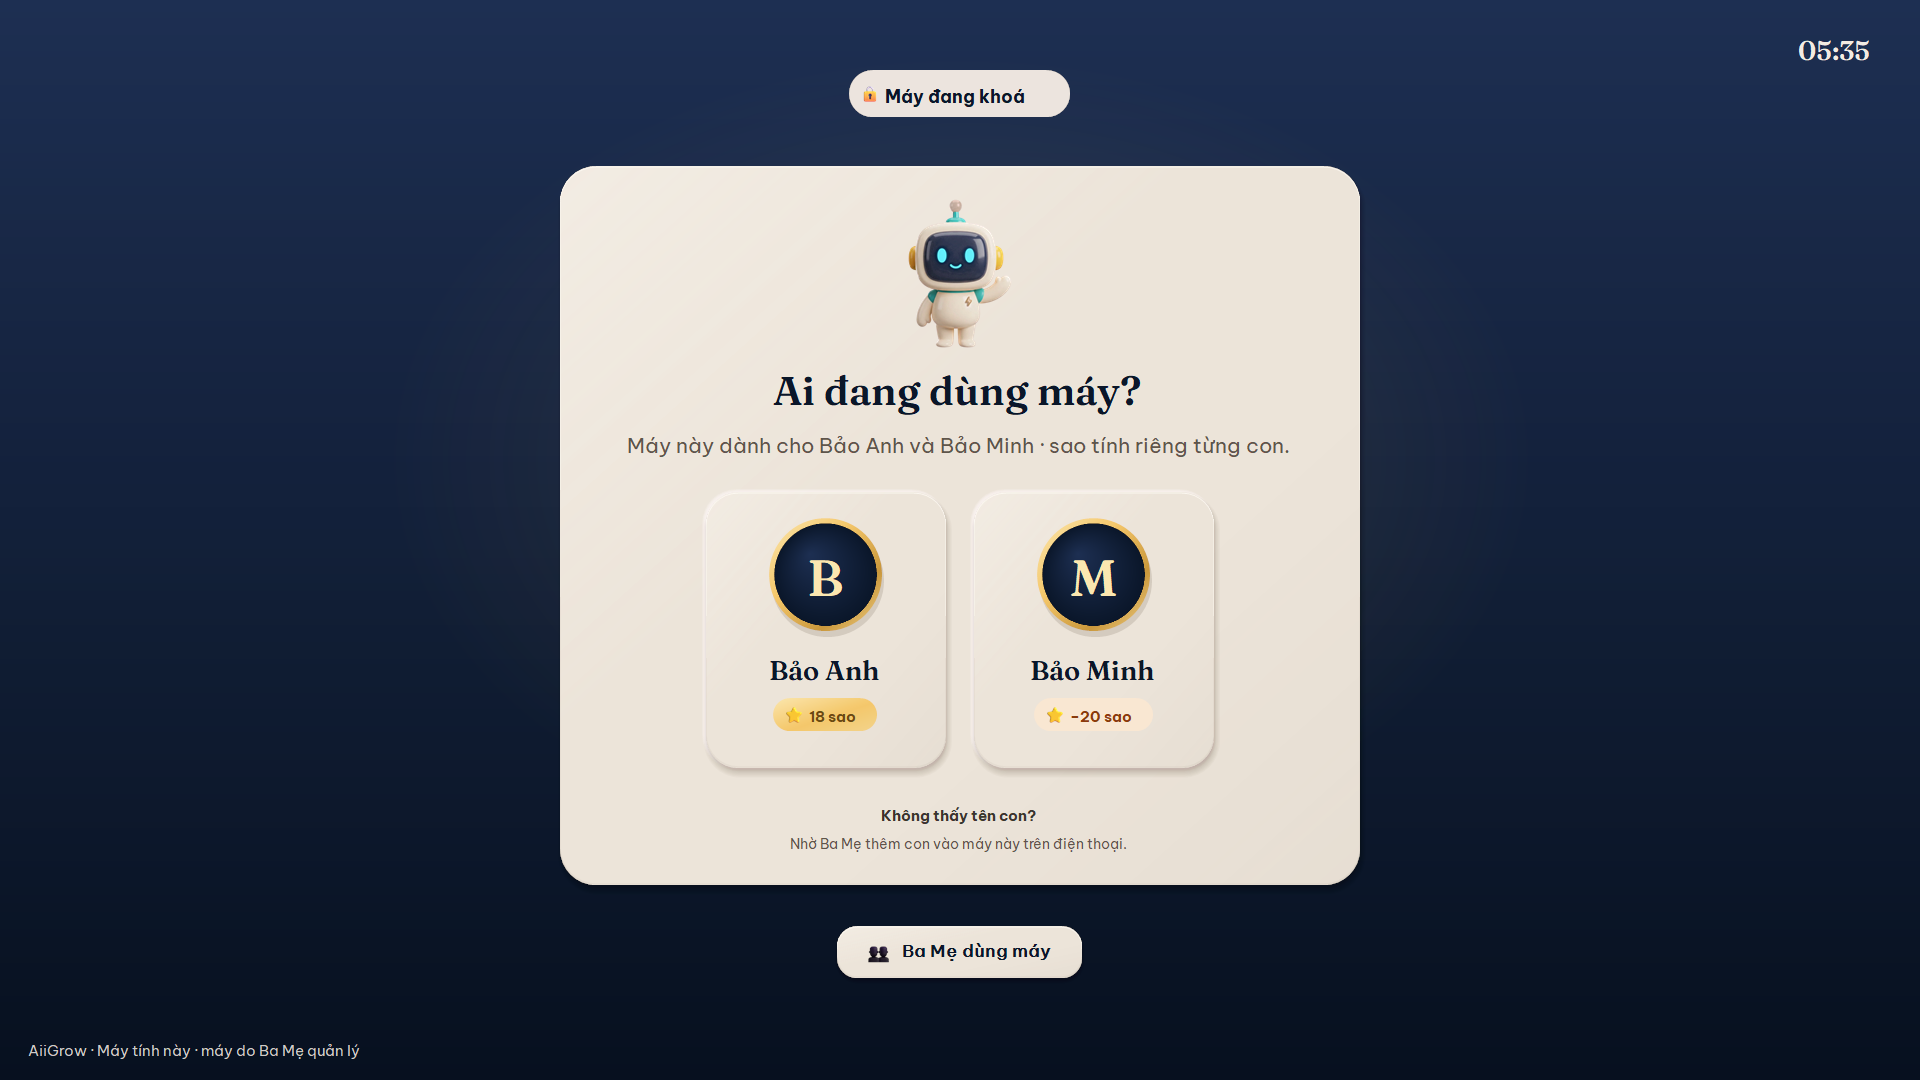 05:35
Máy đang khoá
Ai đang dùng máy?
Máy này dành cho Bảo Anh và Bảo Minh · sao tính riêng từng con.
B
M
Bảo Anh
Bảo Minh
18 sao
-20 sao
Không thấy tên con?
Nhờ Ba Mẹ thêm con vào máy này trên điện thoại.
Ba Mẹ dùng máy
AiiGrow · Máy tính này · máy do Ba Mẹ quản lý